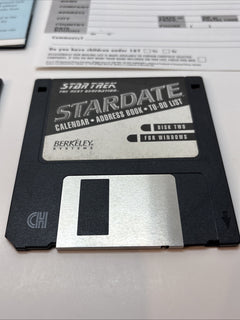 Comments?
Do you have children under 18?
STAR TREK
THE NEXT GENERATION
STARDATE
CALENDAR • ADDRESS BOOK • TO-DO LIST
DISK TWO
FOR WINDOWS
BERKELEY
SYSTEMS